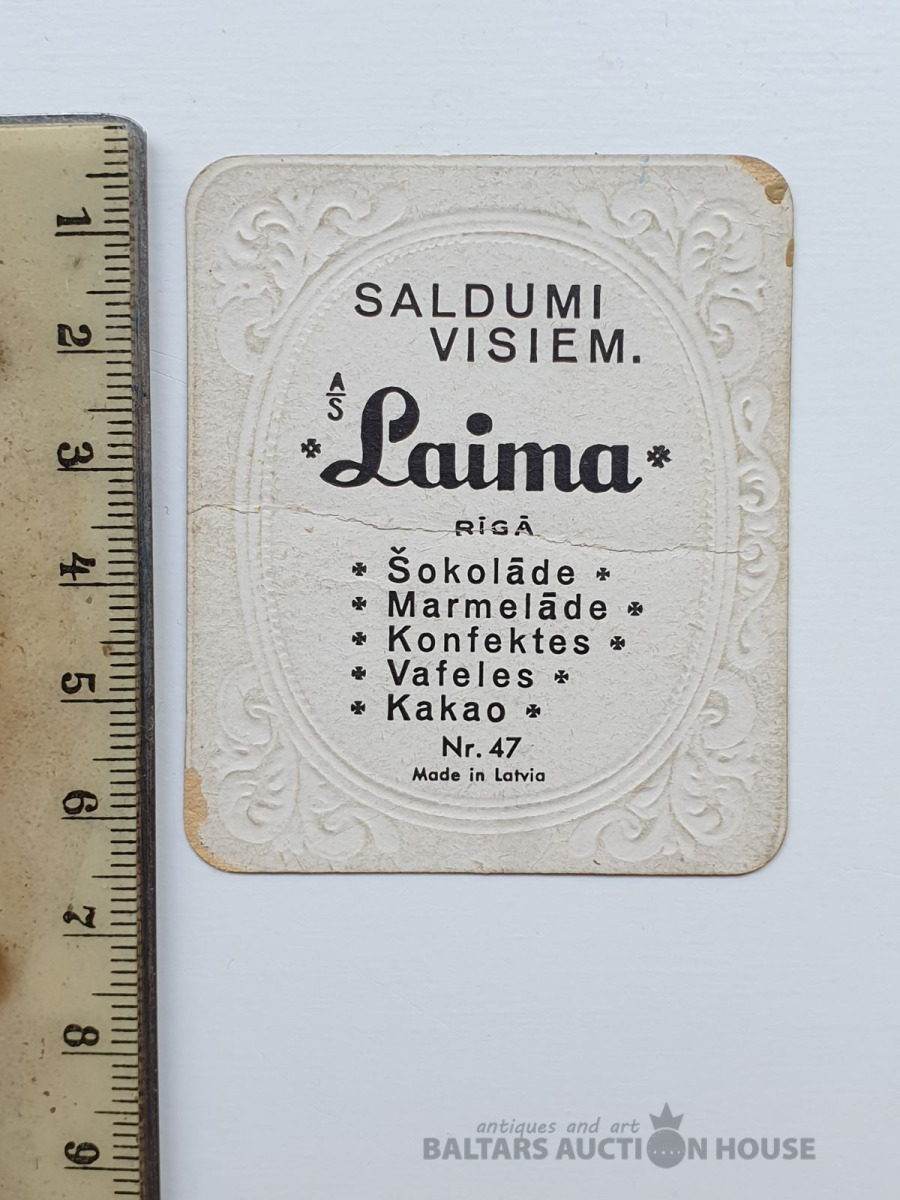 SALDUMI
VISIEM.
A/S
Laima
RĪGĀ
Šokolāde
Marmelāde
Konfektes
Vafeles
Kakao
Nr. 47
Made in Latvia
1
2
3
4
5
6
7
8
9
antiques and art
BALTARS AUCTION HOUSE